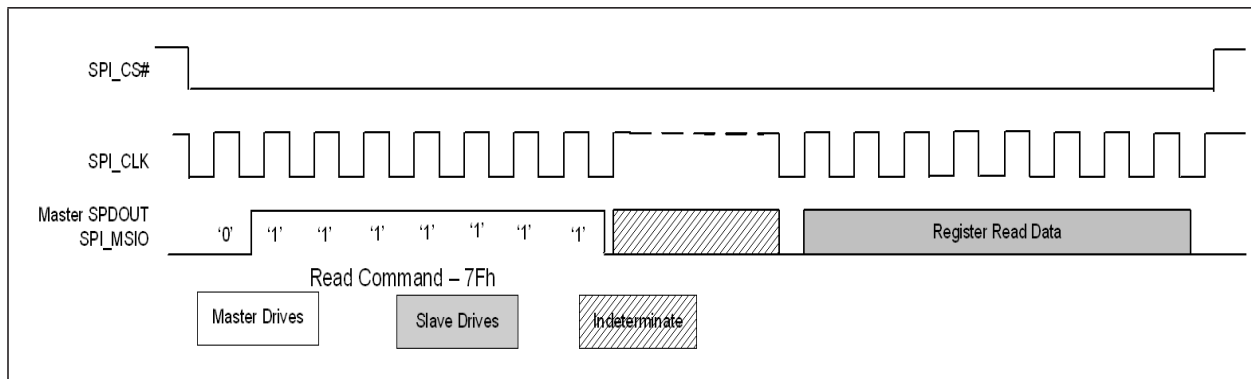 SPI_CS#
SPI_CLK
Master SPDOUT
SPI_MSIO
‘0’ ‘1’ ‘1’ ‘1’ ‘1’ ‘1’ ‘1’ ‘1’
Register Read Data
Read Command – 7Fh
Master Drives
Slave Drives
Indeterminate